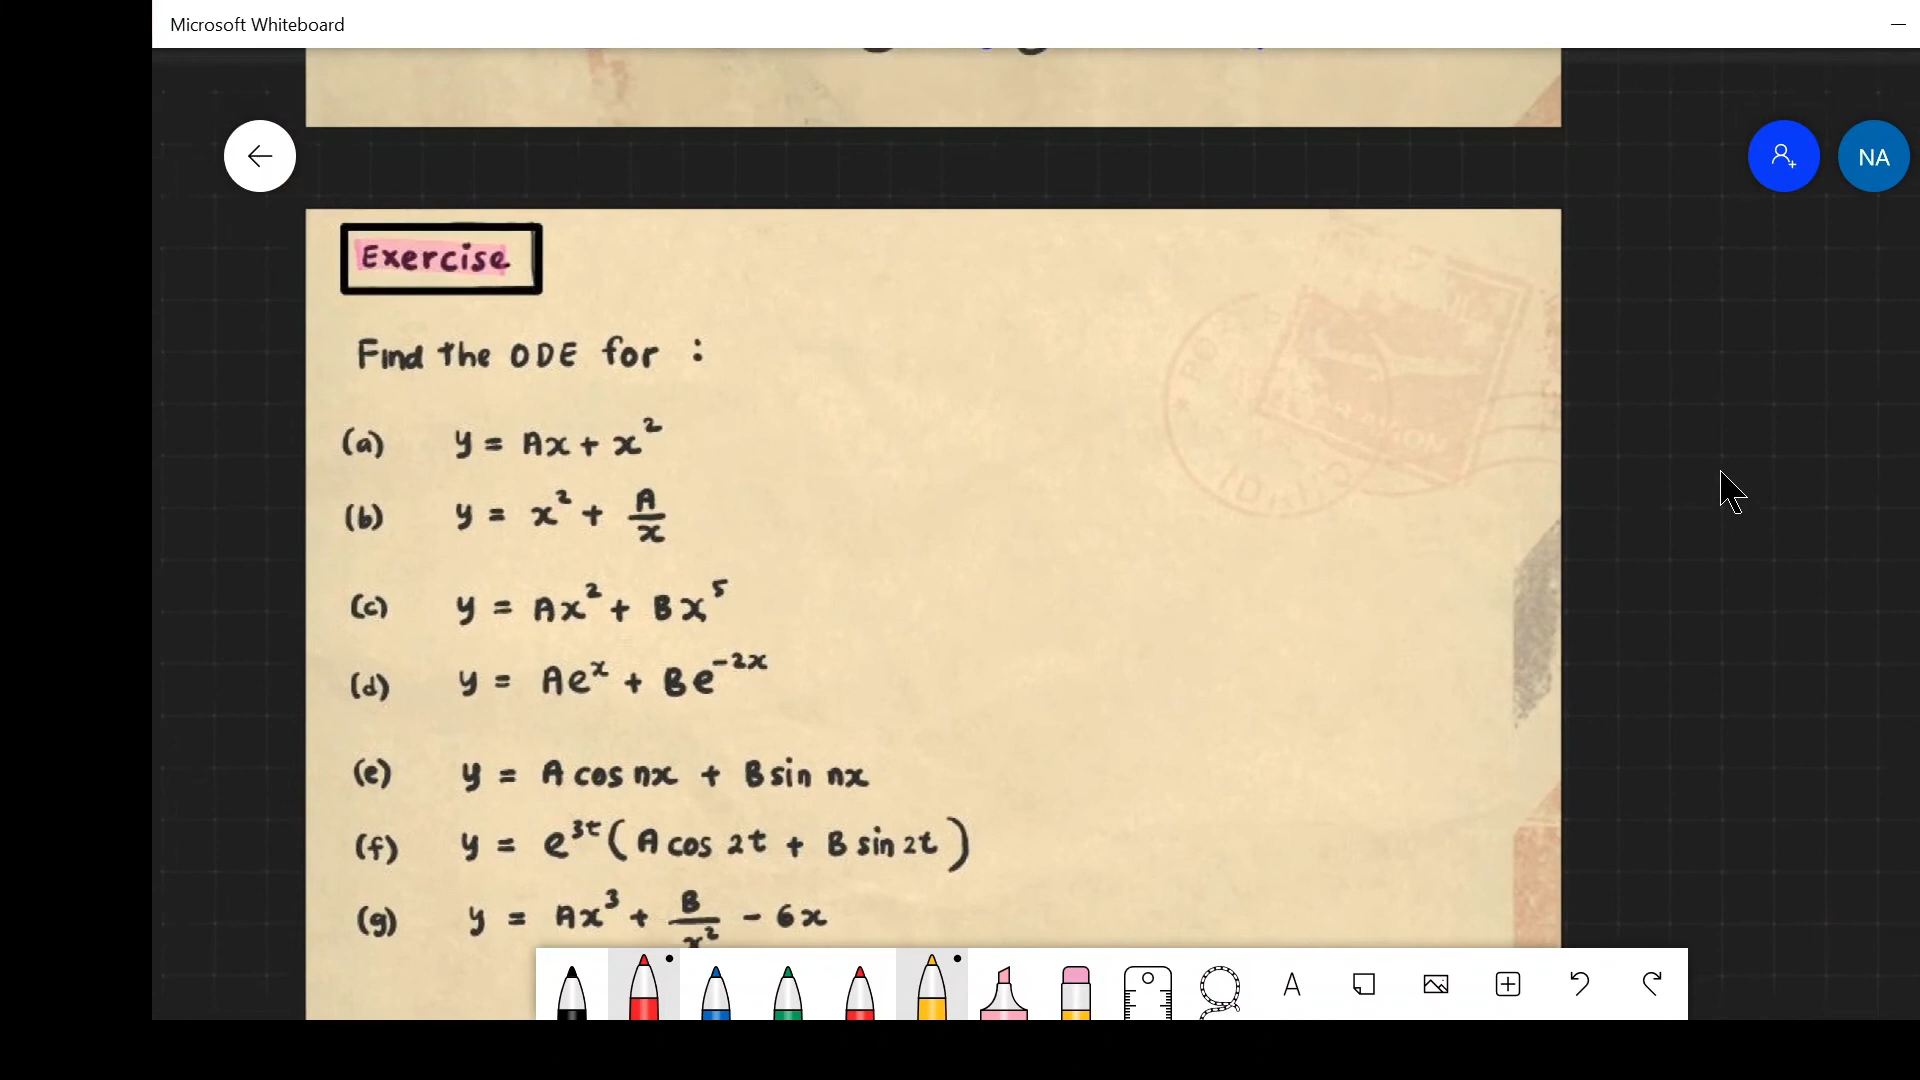 Microsoft Whiteboard
NA
Exercise
Find the ODE for :
(a) y = Ax + x²
(b) y = x² + A/x
(c) y = Ax² + Bx⁵
(d) y = Aeˣ + Be⁻²ˣ
(e) y = A cos nx + B sin nx
(f) y = e³ᵗ ( A cos 2t + B sin 2t )
(g) y = Ax³ + B/x² - 6x